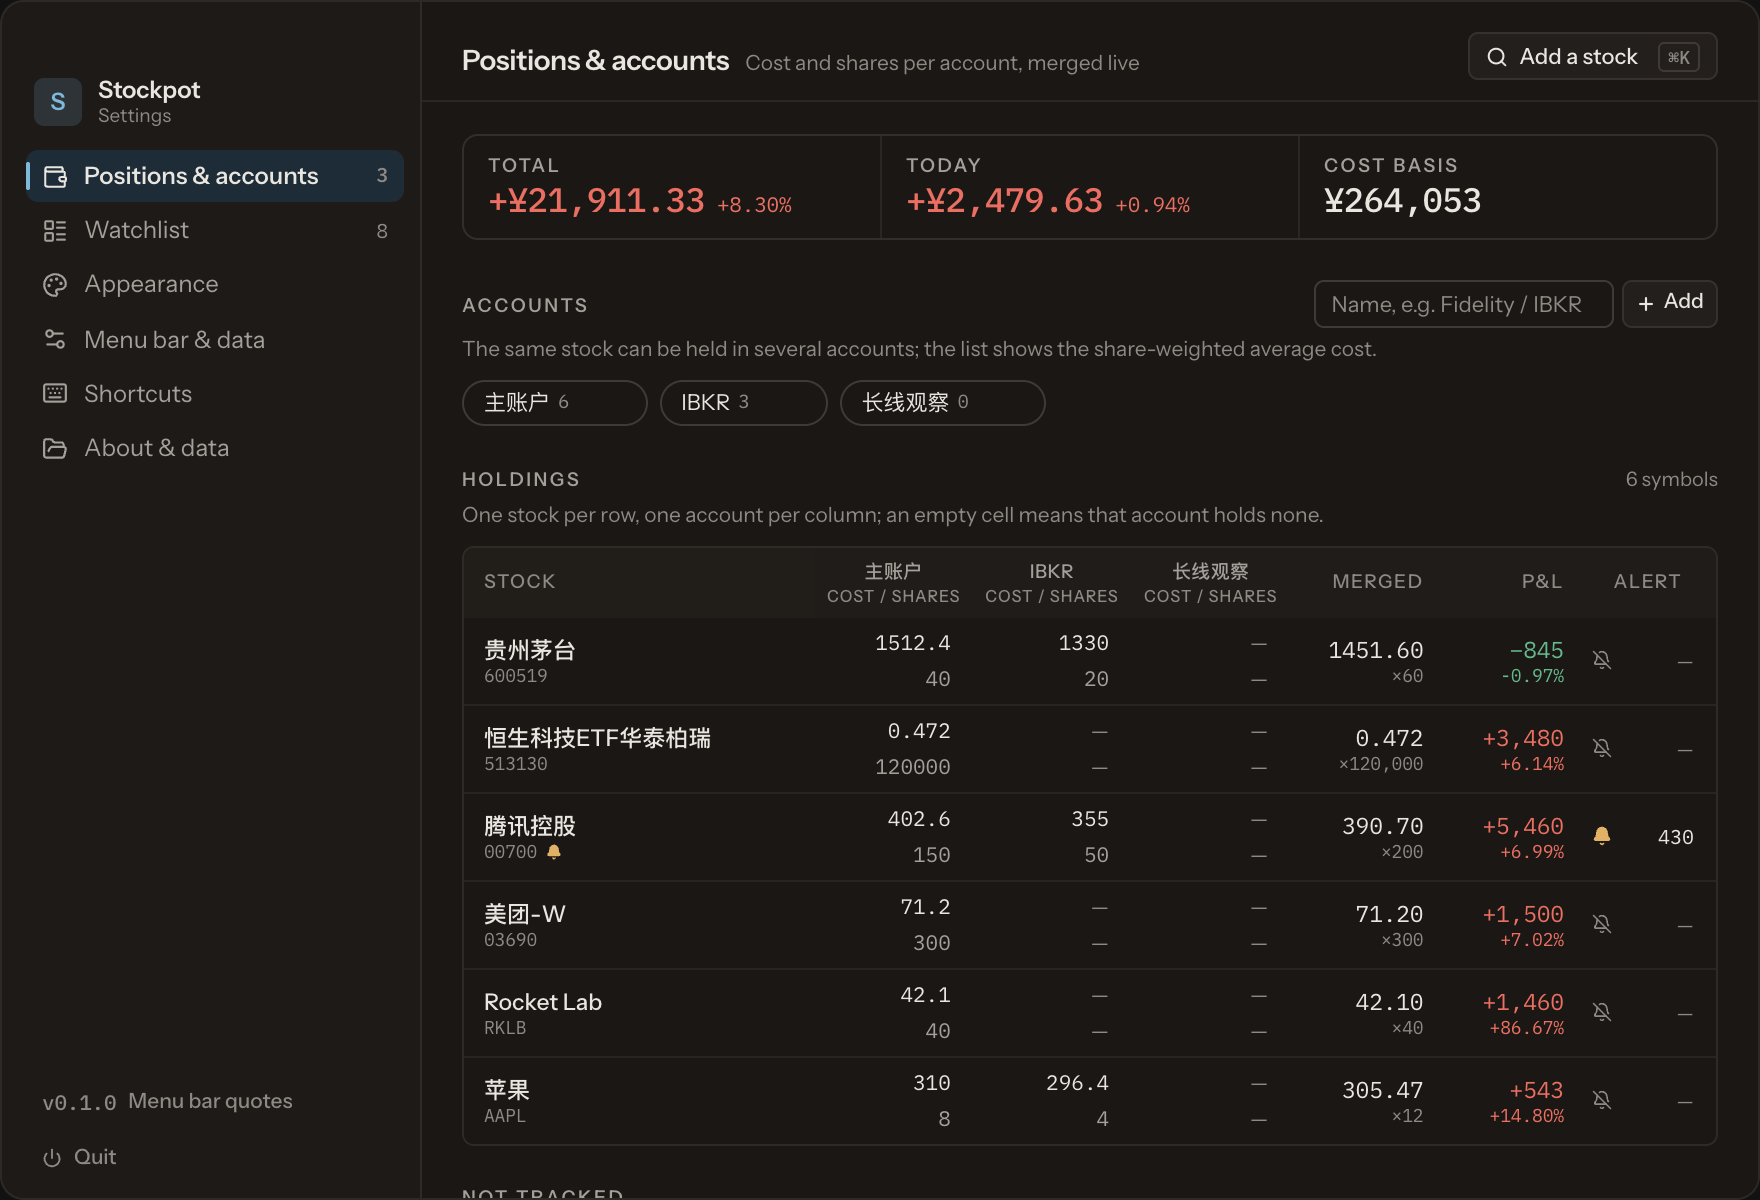 S
Stockpot
Settings
Positions & accounts 3
Watchlist 8
Appearance
Menu bar & data
Shortcuts
About & data
v0.1.0 Menu bar quotes
Quit
Positions & accounts Cost and shares per account, merged live
Add a stock ⌘K
TOTAL
+¥21,911.33 +8.30%
TODAY
+¥2,479.63 +0.94%
COST BASIS
¥264,053
ACCOUNTS
Name, e.g. Fidelity / IBKR
+ Add
The same stock can be held in several accounts; the list shows the share-weighted average cost.
主账户 6
IBKR 3
长线观察 0
HOLDINGS
6 symbols
One stock per row, one account per column; an empty cell means that account holds none.
STOCK
主账户
COST / SHARES
IBKR
COST / SHARES
长线观察
COST / SHARES
MERGED
P&L
ALERT
贵州茅台
600519
1512.4
40
1330
20
—
—
1451.60
×60
−845
-0.97%
—
恒生科技ETF华泰柏瑞
513130
0.472
120000
—
—
—
—
0.472
×120,000
+3,480
+6.14%
—
腾讯控股
00700
402.6
150
355
50
—
—
390.70
×200
+5,460
+6.99%
430
美团-W
03690
71.2
300
—
—
—
—
71.20
×300
+1,500
+7.02%
—
Rocket Lab
RKLB
42.1
40
—
—
—
—
42.10
×40
+1,460
+86.67%
—
苹果
AAPL
310
8
296.4
4
—
—
305.47
×12
+543
+14.80%
—
NOT TRACKED